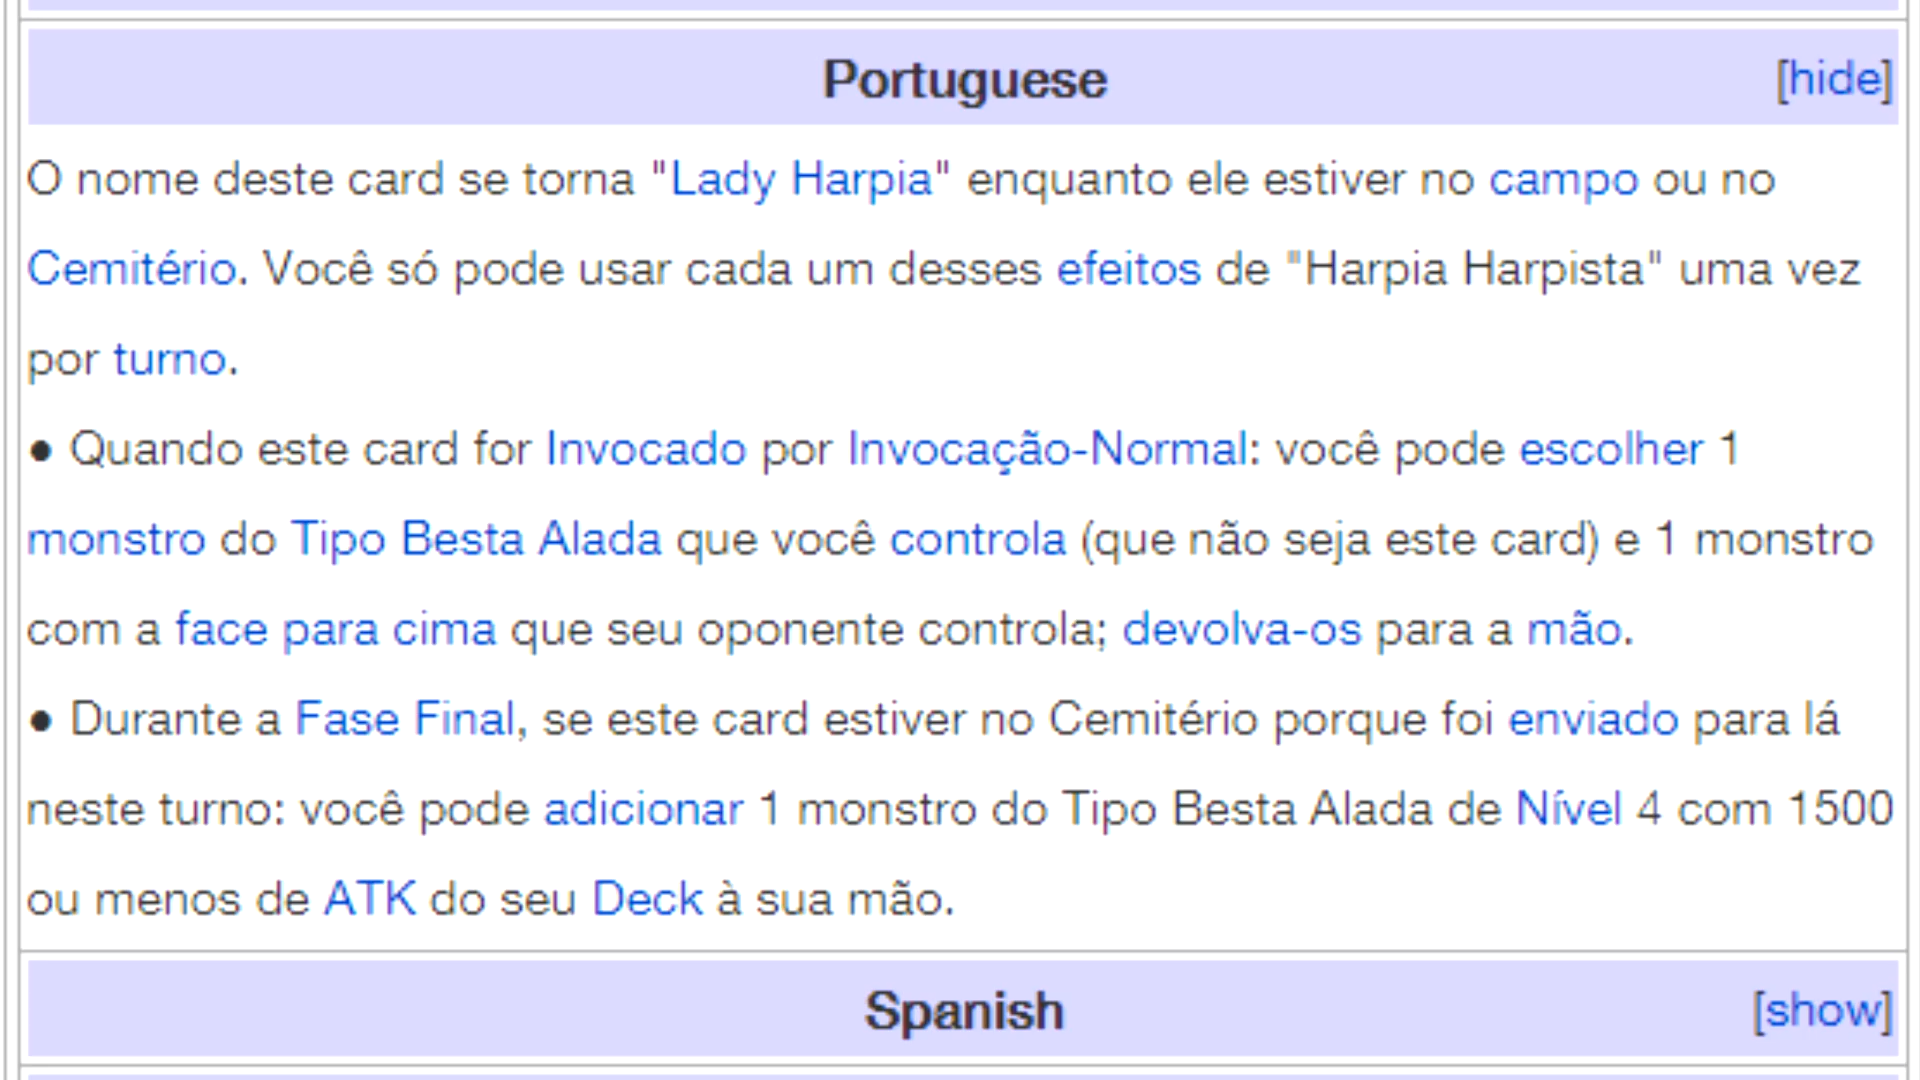 Portuguese [hide]
O nome deste card se torna "Lady Harpia" enquanto ele estiver no campo ou no
Cemitério. Você só pode usar cada um desses efeitos de "Harpia Harpista" uma vez
por turno.
● Quando este card for Invocado por Invocação-Normal: você pode escolher 1
monstro do Tipo Besta Alada que você controla (que não seja este card) e 1 monstro
com a face para cima que seu oponente controla; devolva-os para a mão.
● Durante a Fase Final, se este card estiver no Cemitério porque foi enviado para lá
neste turno: você pode adicionar 1 monstro do Tipo Besta Alada de Nível 4 com 1500
ou menos de ATK do seu Deck à sua mão.
Spanish [show]